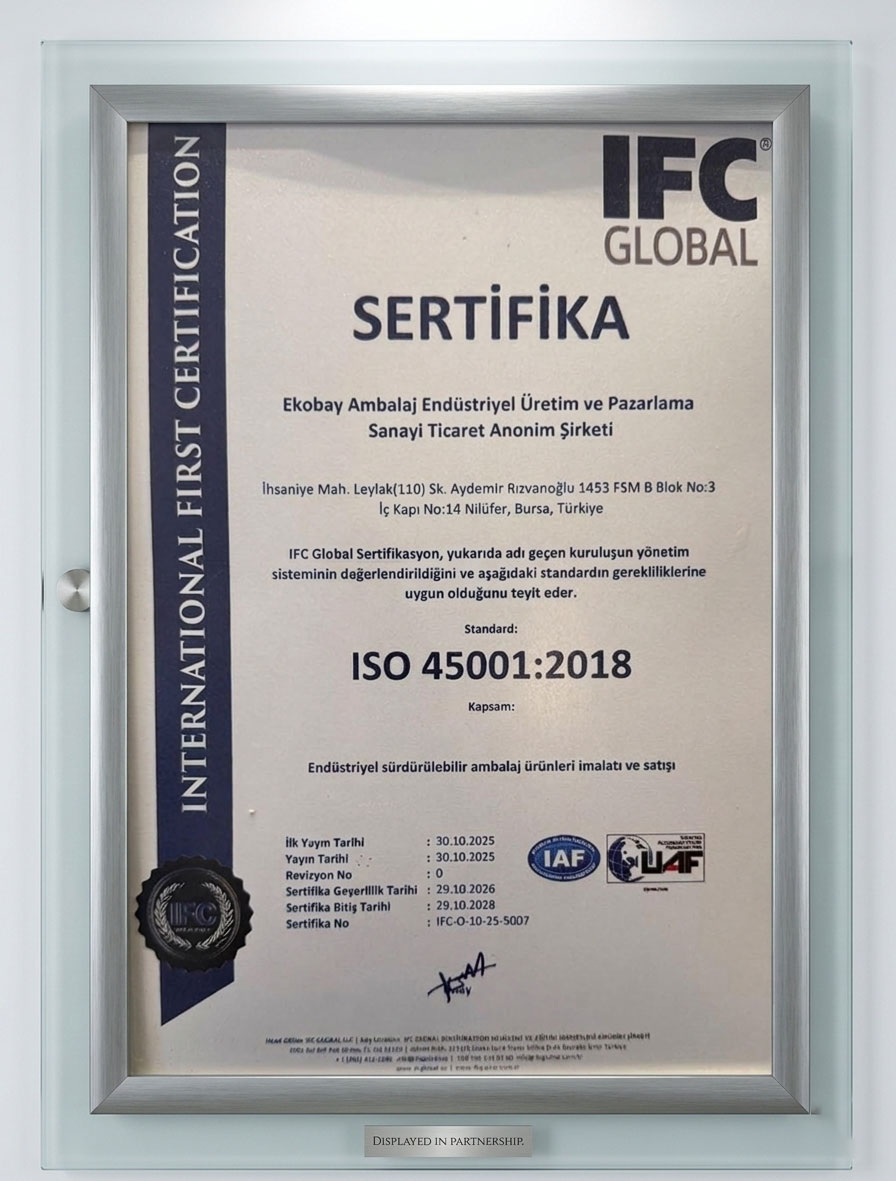 INTERNATIONAL FIRST CERTIFICATION
IFC®
GLOBAL
SERTİFİKA
Ekobay Ambalaj Endüstriyel Üretim ve Pazarlama
Sanayi Ticaret Anonim Şirketi
İhsaniye Mah. Leylak(110) Sk. Aydemir Rızvanoğlu 1453 FSM B Blok No:3
İç Kapı No:14 Nilüfer, Bursa, Türkiye
IFC Global Sertifikasyon, yukarıda adı geçen kuruluşun yönetim
sisteminin değerlendirildiğini ve aşağıdaki standardın gerekliliklerine
uygun olduğunu teyit eder.
Standard:
ISO 45001:2018
Kapsam:
Endüstriyel sürdürülebilir ambalaj ürünleri imalatı ve satışı
İlk Yayım Tarihi : 30.10.2025
Yayın Tarihi : 30.10.2025
Revizyon No : 0
Sertifika Geçerlilik Tarihi : 29.10.2026
Sertifika Bitiş Tarihi : 29.10.2028
Sertifika No : IFC-O-10-25-5007
IAF
UAF
IFC
DISPLAYED IN PARTNERSHIP.